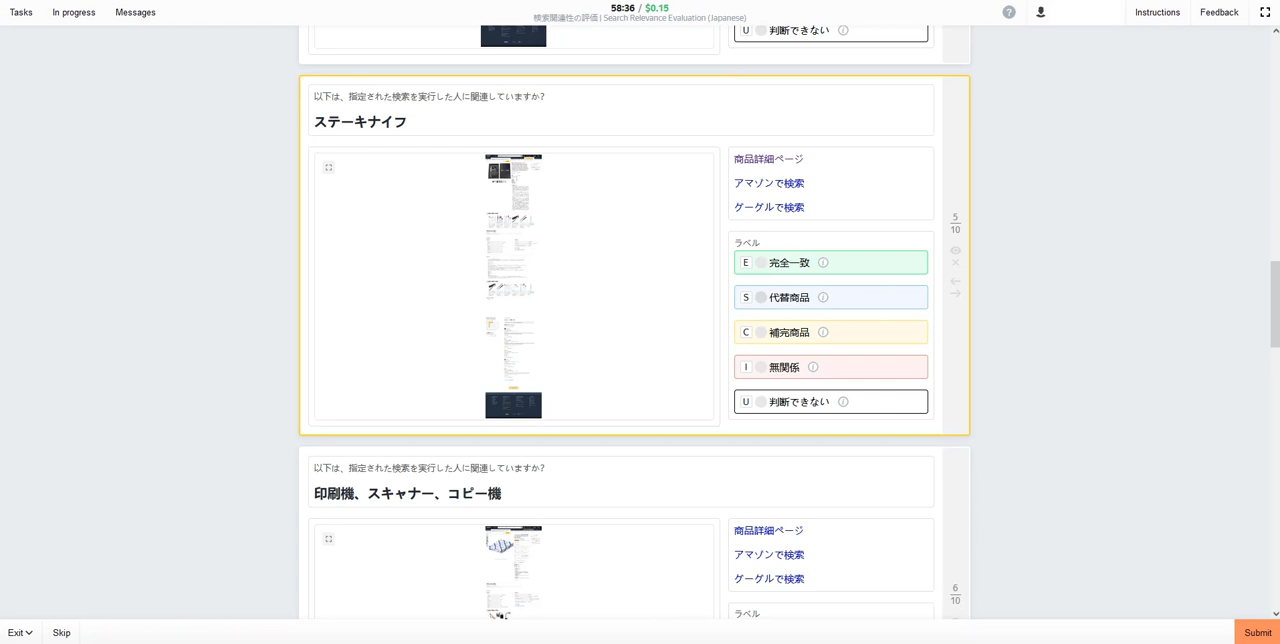 Tasks
In progress
Messages
58:36 / $0.15
検索関連性の評価 | Search Relevance Evaluation (Japanese)
?
Instructions
Feedback
U 判断できない
以下は、指定された検索を実行した人に関連していますか?
ステーキナイフ
商品詳細ページ
アマゾンで検索
グーグルで検索
ラベル
E 完全一致
S 代替商品
C 補完商品
I 無関係
U 判断できない
5
10
以下は、指定された検索を実行した人に関連していますか?
印刷機、スキャナー、コピー機
商品詳細ページ
アマゾンで検索
グーグルで検索
ラベル
6
10
Exit
Skip
Submit